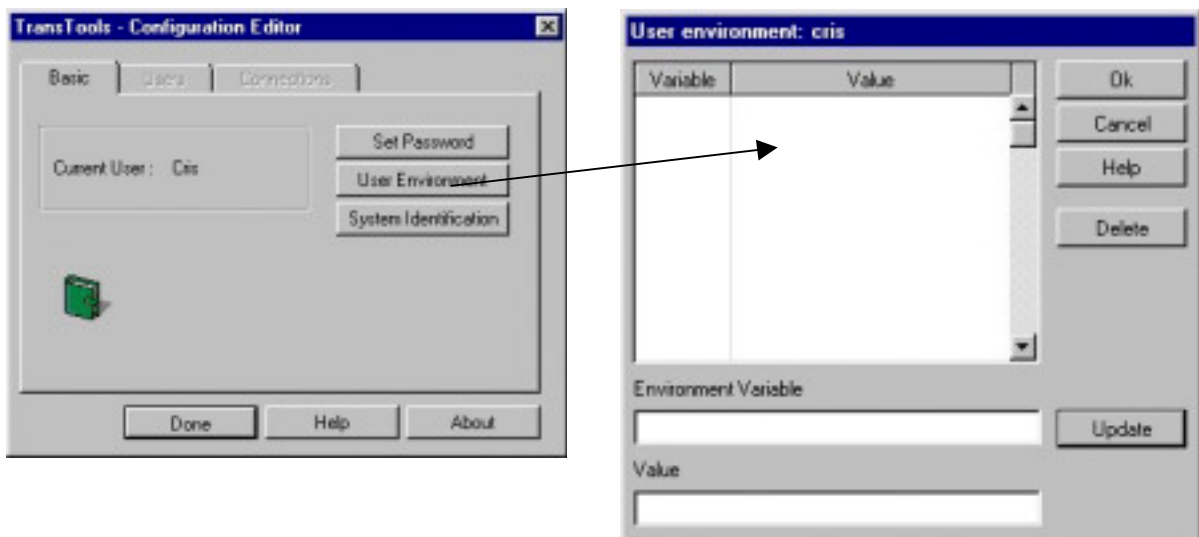 TransTools - Configuration Editor
Basic
Users
Connections
Current User : Cris
Set Password
User Environment
System Identification
Done
Help
About
User environment: cris
Variable
Value
Ok
Cancel
Help
Delete
Environment Variable
Update
Value